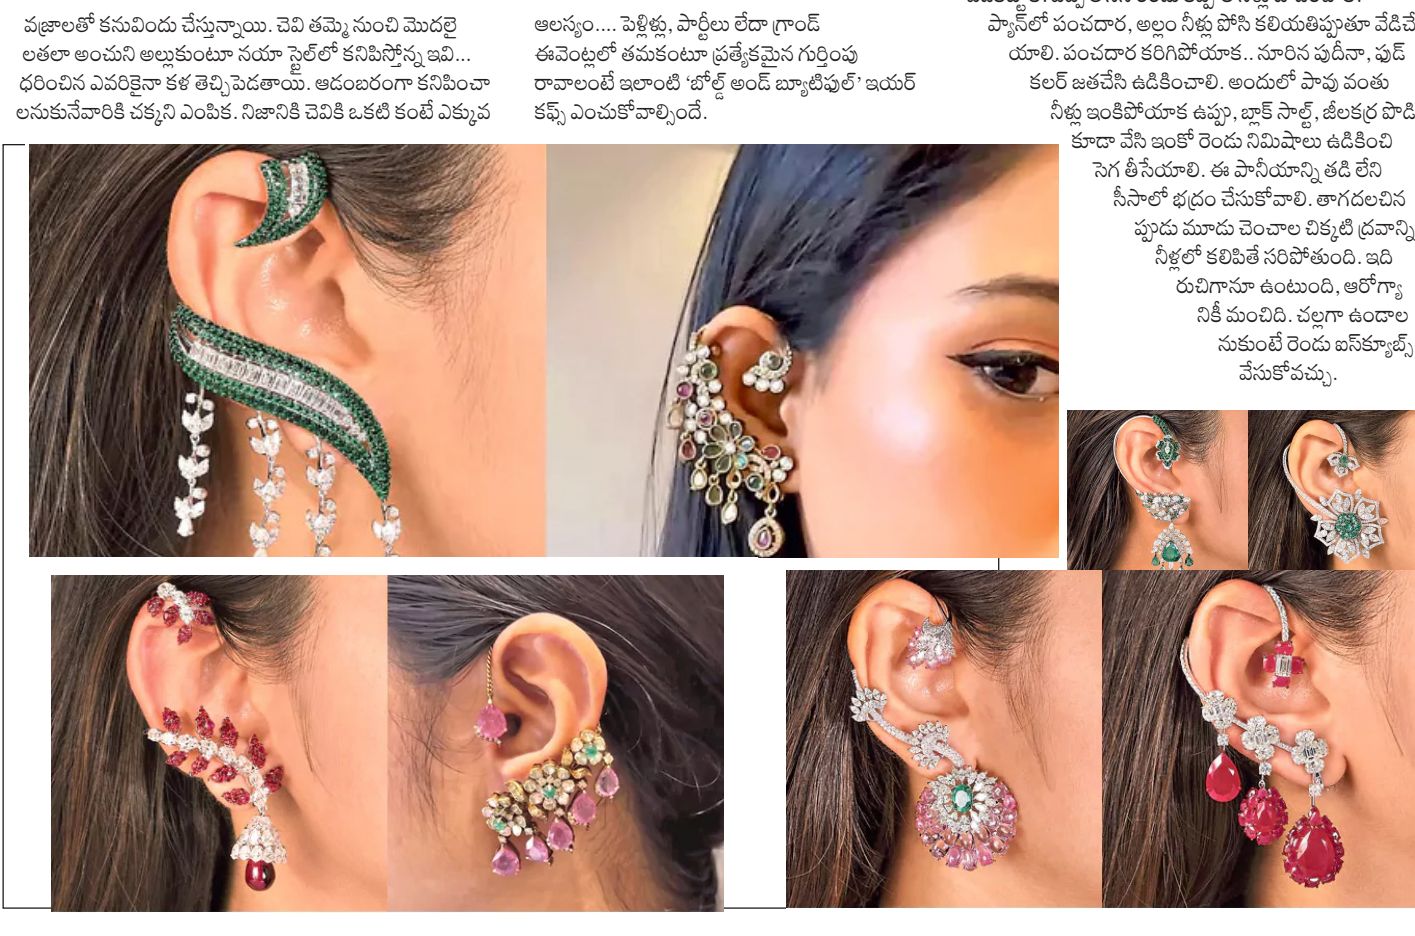 వజ్రాలతో కనువిందు చేస్తున్నాయి. చెవి తమ్మె నుంచి మొదలై
లతలా అంచుని అల్లుకుంటూ నయా స్టైల్‌లో కనిపిస్తోన్న ఇవి...
ధరించిన ఎవరికైనా కళ తెచ్చిపెడతాయి. ఆడంబరంగా కనిపించా
లనుకునేవారికి చక్కని ఎంపిక. నిజానికి చెవికి ఒకటి కంటే ఎక్కువ
ఆలస్యం.... పెళ్లిళ్లు, పార్టీలు లేదా గ్రాండ్
ఈవెంట్లలో తమకంటూ ప్రత్యేకమైన గుర్తింపు
రావాలంటే ఇలాంటి ‘బోల్డ్ అండ్ బ్యూటిఫుల్’ ఇయర్
కఫ్స్ ఎంచుకోవాల్సిందే.
ప్యాన్‌లో పంచదార, అల్లం నీళ్లు పోసి కలియతిప్పుతూ వేడిచే
యాలి. పంచదార కరిగిపోయాక.. నూరిన పుదీనా, ఫుడ్
కలర్ జతచేసి ఉడికించాలి. అందులో పావు వంతు
నీళ్లు ఇంకిపోయాక ఉప్పు, బ్లాక్ సాల్ట్, జీలకర్ర పొడి
కూడా వేసి ఇంకో రెండు నిమిషాలు ఉడికించి
సెగ తీసేయాలి. ఈ పానీయాన్ని తడి లేని
సీసాలో భద్రం చేసుకోవాలి. తాగదలచిన
ప్పుడు మూడు చెంచాల చిక్కటి ద్రవాన్ని
నీళ్లలో కలిపితే సరిపోతుంది. ఇది
రుచిగానూ ఉంటుంది, ఆరోగ్యా
నికీ మంచిది. చల్లగా ఉండాల
నుకుంటే రెండు ఐస్‌క్యూబ్స్
వేసుకోవచ్చు.